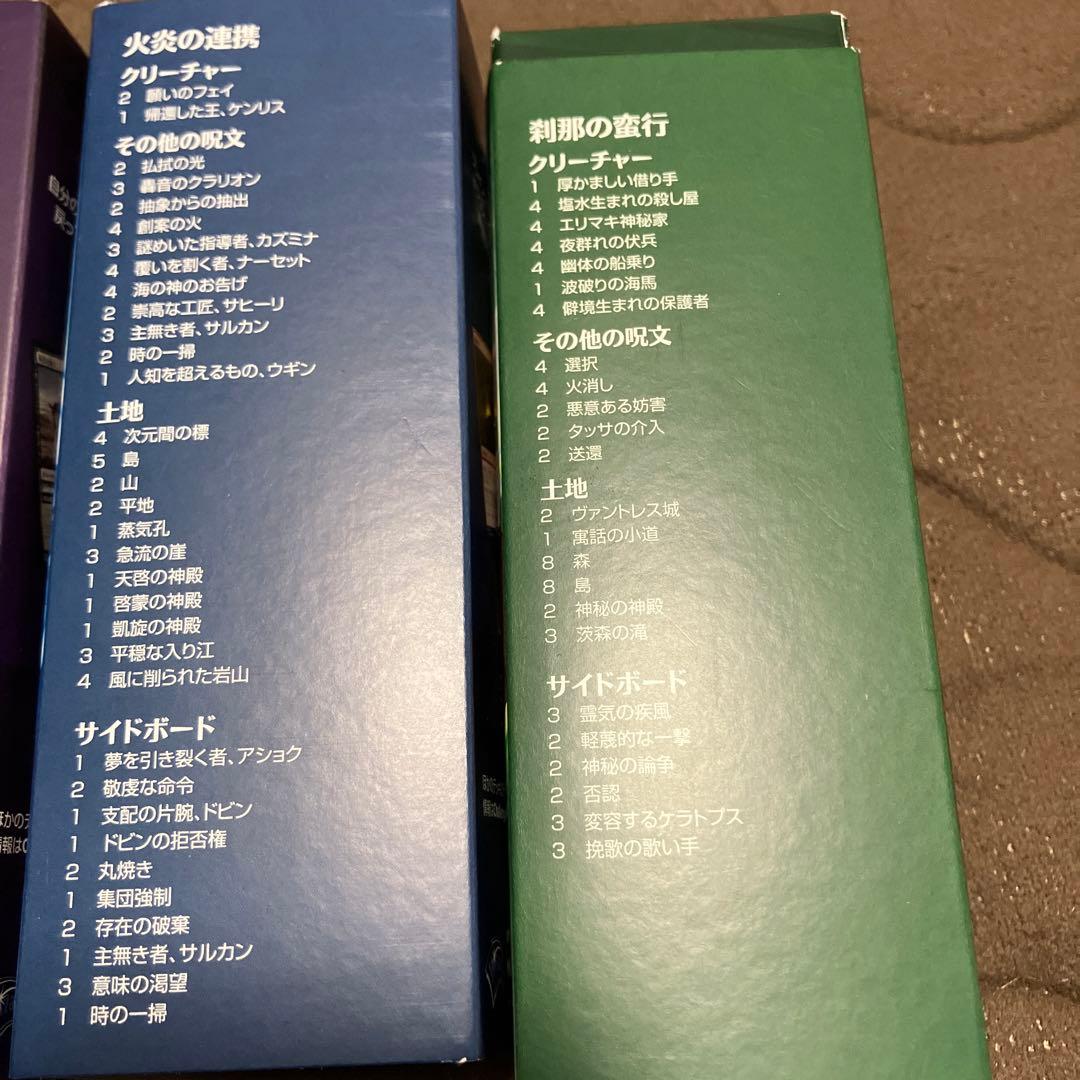 火炎の連携
クリーチャー
2 願いのフェイ
1 帰還した王、ケンリス
その他の呪文
2 払拭の光
3 轟音のクラリオン
2 抽象からの抽出
4 創案の火
3 謎めいた指導者、カズミナ
4 覆いを割く者、ナーセット
4 海の神のお告げ
2 崇高な工匠、サヒーリ
3 主無き者、サルカン
2 時の一掃
1 人知を超えるもの、ウギン
土地
4 次元間の標
5 島
2 山
2 平地
1 蒸気孔
3 急流の崖
1 天啓の神殿
1 啓蒙の神殿
1 凱旋の神殿
3 平穏な入り江
4 風に削られた岩山
サイドボード
1 夢を引き裂く者、アショク
2 敬虔な命令
1 支配の片腕、ドビン
1 ドビンの拒否権
2 丸焼き
1 集団強制
2 存在の破棄
1 主無き者、サルカン
3 意味の渇望
1 時の一掃
刹那の蛮行
クリーチャー
1 厚かましい借り手
4 塩水生まれの殺し屋
4 エリマキ神秘家
4 夜群れの伏兵
4 幽体の船乗り
1 波破りの海馬
4 僻境生まれの保護者
その他の呪文
4 選択
4 火消し
2 悪意ある妨害
2 タッサの介入
2 送還
土地
2 ヴァントレス城
1 寓話の小道
8 森
8 島
2 神秘の神殿
3 茨森の滝
サイドボード
3 霊気の疾風
2 軽蔑的な一撃
2 神秘の論争
2 否認
3 変容するケラトプス
3 挽歌の歌い手
自分の